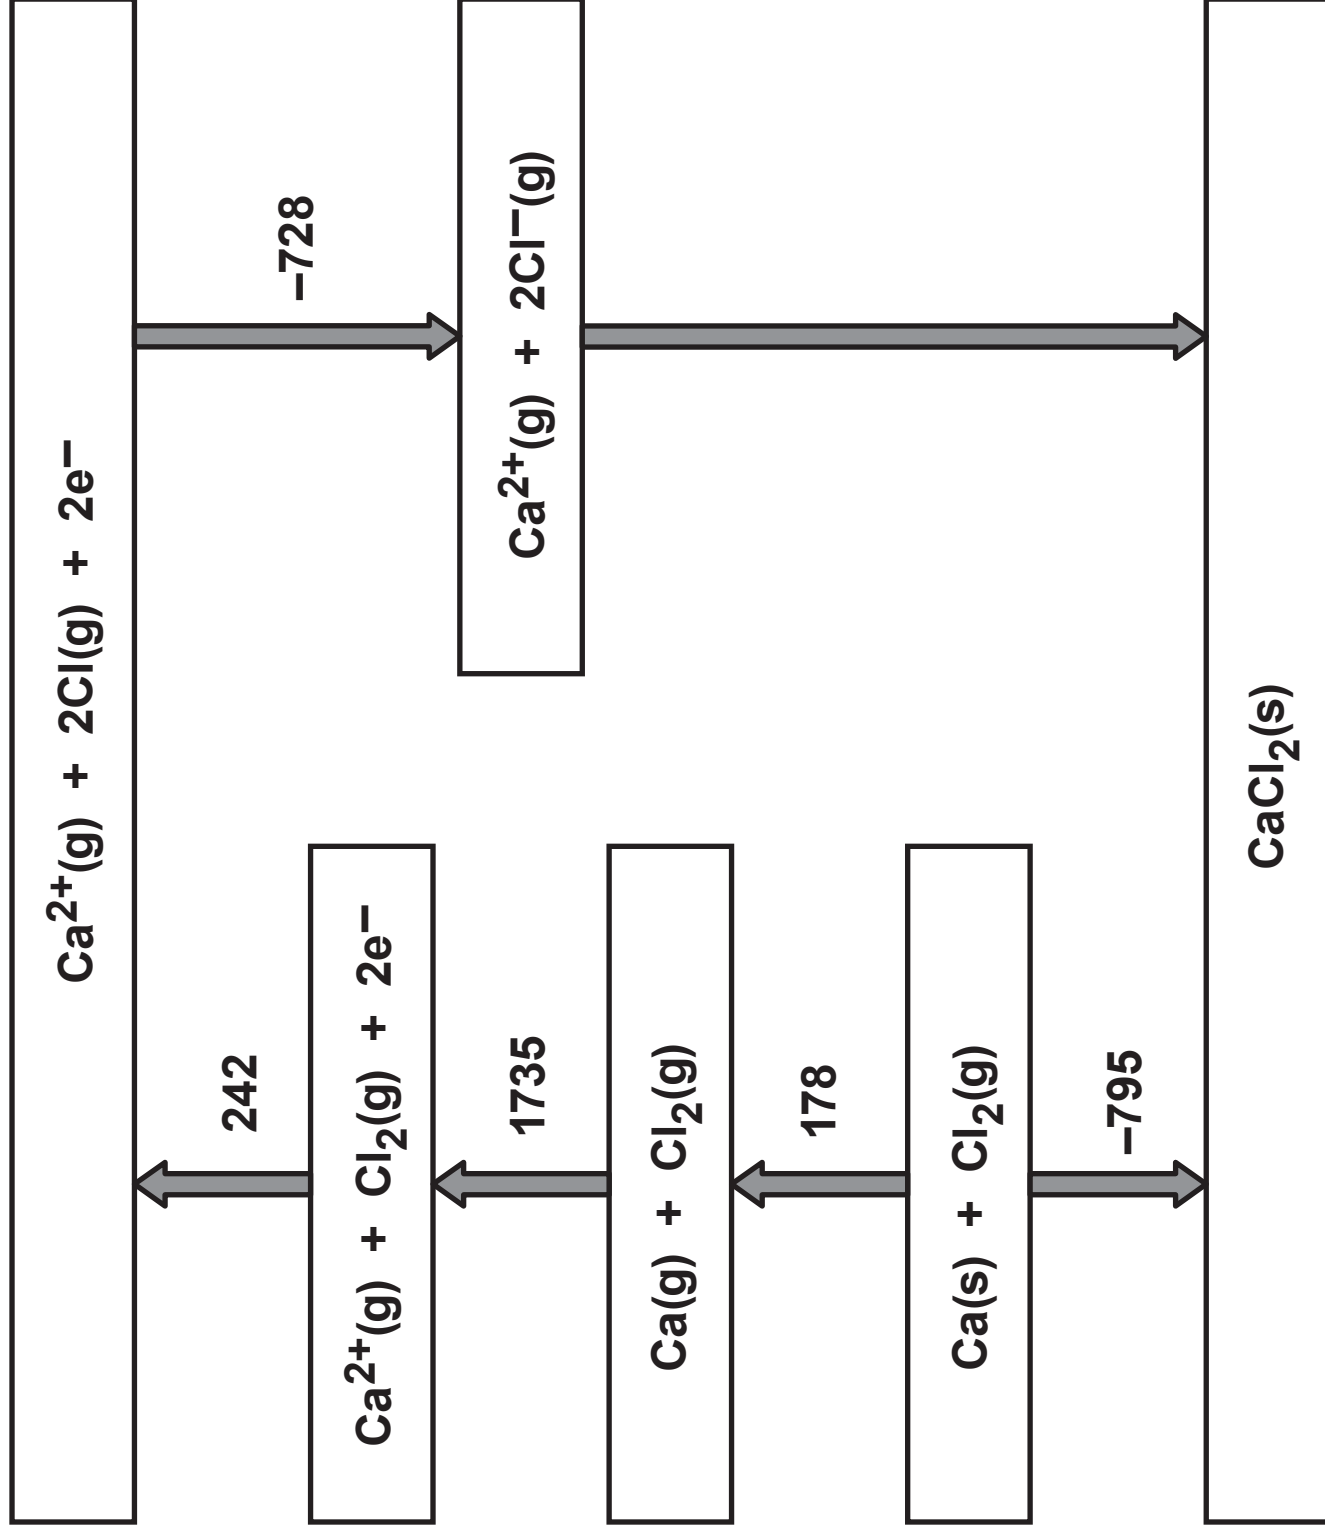 Ca²⁺(g) + 2Cl(g) + 2e⁻
242
–728
Ca²⁺(g) + Cl₂(g) + 2e⁻
Ca²⁺(g) + 2Cl⁻(g)
1735
Ca(g) + Cl₂(g)
178
Ca(s) + Cl₂(g)
–795
CaCl₂(s)